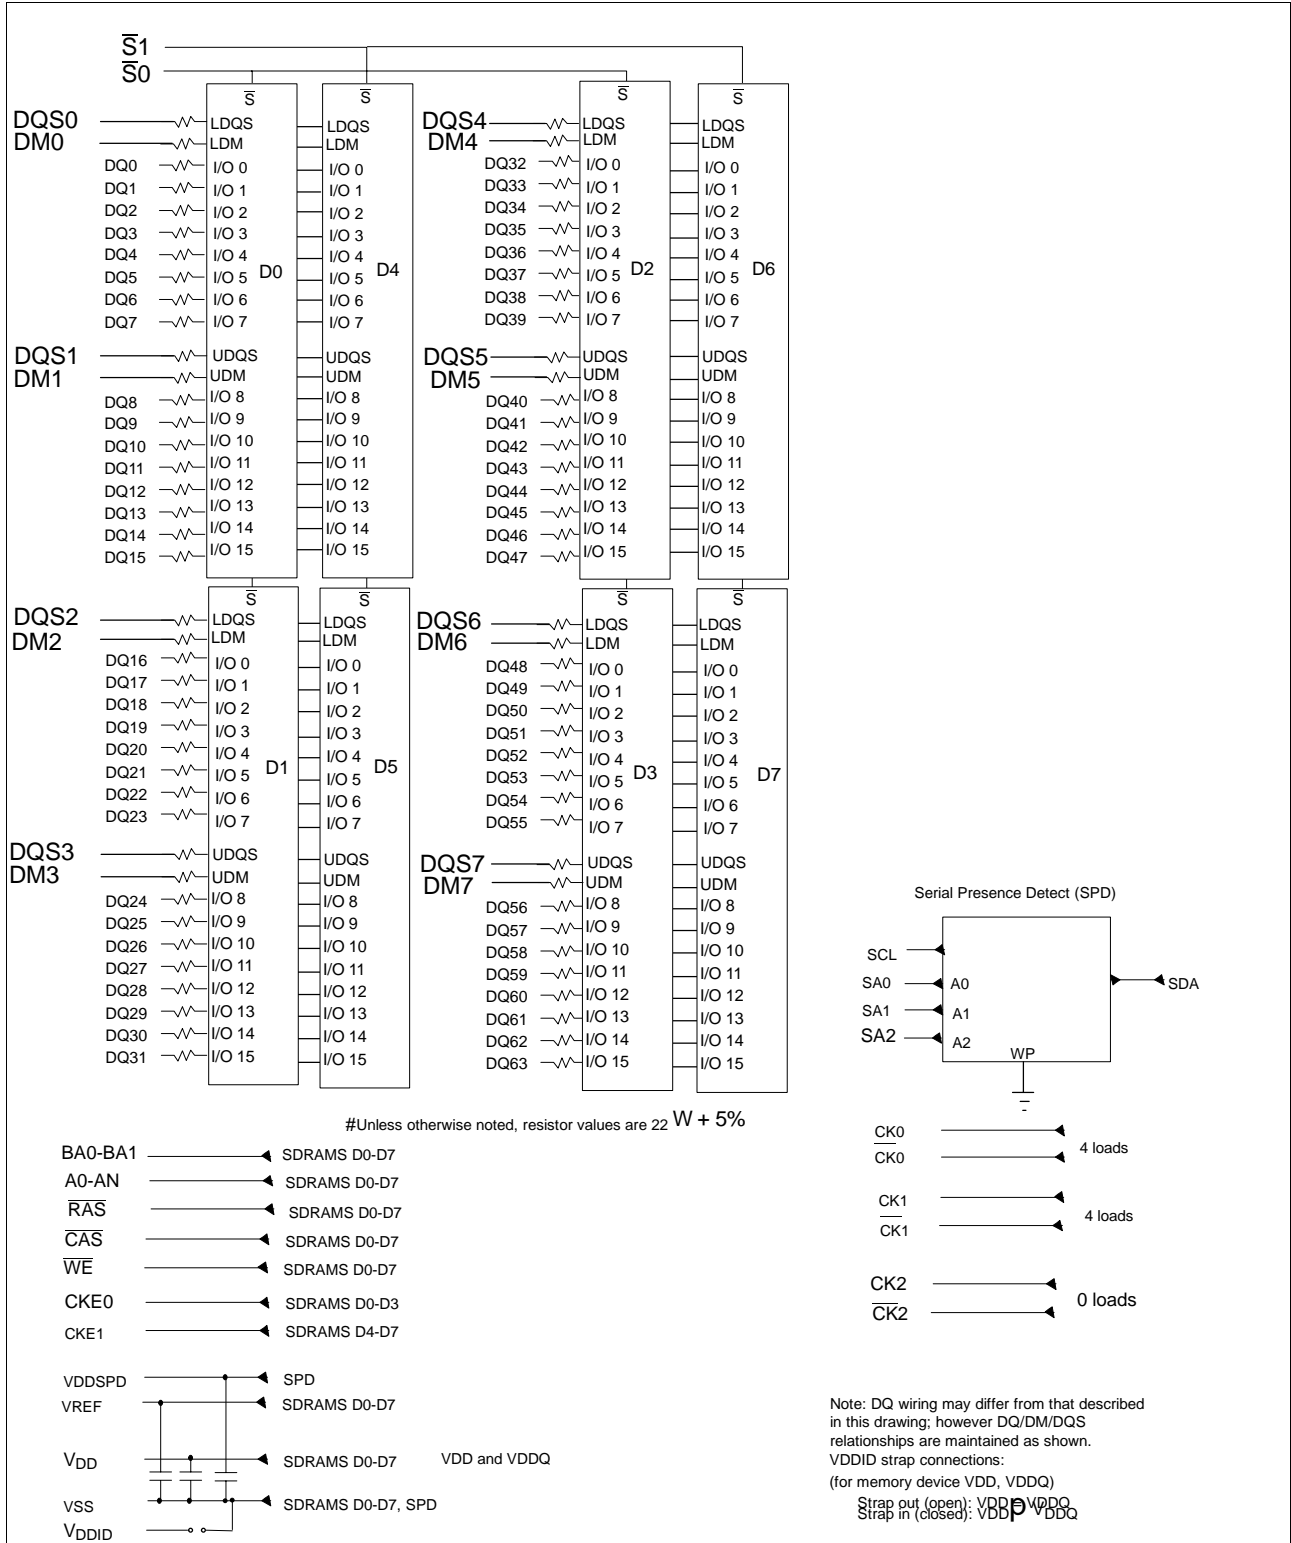 S1
S0
S
DQS0
DM0
DQ0
DQ1
DQ2
DQ3
DQ4
DQ5
DQ6
DQ7
LDQS
LDM
I/O 0
I/O 1
I/O 2
I/O 3
I/O 4
I/O 5
I/O 6
I/O 7
D0
LDQS
LDM
I/O 0
I/O 1
I/O 2
I/O 3
I/O 4
I/O 5
I/O 6
I/O 7
D4
DQS1
DM1
DQ8
DQ9
DQ10
DQ11
DQ12
DQ13
DQ14
DQ15
UDQS
UDM
I/O 8
I/O 9
I/O 10
I/O 11
I/O 12
I/O 13
I/O 14
I/O 15
UDQS
UDM
I/O 8
I/O 9
I/O 10
I/O 11
I/O 12
I/O 13
I/O 14
I/O 15
S
DQS4
DM4
DQ32
DQ33
DQ34
DQ35
DQ36
DQ37
DQ38
DQ39
LDQS
LDM
I/O 0
I/O 1
I/O 2
I/O 3
I/O 4
I/O 5
I/O 6
I/O 7
D2
LDQS
LDM
I/O 0
I/O 1
I/O 2
I/O 3
I/O 4
I/O 5
I/O 6
I/O 7
D6
DQS5
DM5
DQ40
DQ41
DQ42
DQ43
DQ44
DQ45
DQ46
DQ47
UDQS
UDM
I/O 8
I/O 9
I/O 10
I/O 11
I/O 12
I/O 13
I/O 14
I/O 15
UDQS
UDM
I/O 8
I/O 9
I/O 10
I/O 11
I/O 12
I/O 13
I/O 14
I/O 15
S
S
DQS2
DM2
DQ16
DQ17
DQ18
DQ19
DQ20
DQ21
DQ22
DQ23
LDQS
LDM
I/O 0
I/O 1
I/O 2
I/O 3
I/O 4
I/O 5
I/O 6
I/O 7
D1
LDQS
LDM
I/O 0
I/O 1
I/O 2
I/O 3
I/O 4
I/O 5
I/O 6
I/O 7
D5
DQS3
DM3
DQ24
DQ25
DQ26
DQ27
DQ28
DQ29
DQ30
DQ31
UDQS
UDM
I/O 8
I/O 9
I/O 10
I/O 11
I/O 12
I/O 13
I/O 14
I/O 15
UDQS
UDM
I/O 8
I/O 9
I/O 10
I/O 11
I/O 12
I/O 13
I/O 14
I/O 15
S
S
DQS6
DM6
DQ48
DQ49
DQ50
DQ51
DQ52
DQ53
DQ54
DQ55
LDQS
LDM
I/O 0
I/O 1
I/O 2
I/O 3
I/O 4
I/O 5
I/O 6
I/O 7
D3
LDQS
LDM
I/O 0
I/O 1
I/O 2
I/O 3
I/O 4
I/O 5
I/O 6
I/O 7
D7
DQS7
DM7
DQ56
DQ57
DQ58
DQ59
DQ60
DQ61
DQ62
DQ63
UDQS
UDM
I/O 8
I/O 9
I/O 10
I/O 11
I/O 12
I/O 13
I/O 14
I/O 15
UDQS
UDM
I/O 8
I/O 9
I/O 10
I/O 11
I/O 12
I/O 13
I/O 14
I/O 15
Serial Presence Detect (SPD)
SCL
SA0 A0
SA1 A1
SA2 A2
WP
SDA
#Unless otherwise noted, resistor values are 22 W + 5%
BA0-BA1 SDRAMS D0-D7
A0-AN SDRAMS D0-D7
RAS SDRAMS D0-D7
CAS SDRAMS D0-D7
WE SDRAMS D0-D7
CKE0 SDRAMS D0-D3
CKE1 SDRAMS D4-D7
VDDSPD SPD
VREF SDRAMS D0-D7
VDD SDRAMS D0-D7 VDD and VDDQ
VSS SDRAMS D0-D7, SPD
VDDID
CK0
CK0
4 loads
CK1
CK1
4 loads
CK2
CK2
0 loads
Note: DQ wiring may differ from that described
in this drawing; however DQ/DM/DQS
relationships are maintained as shown.
VDDID strap connections:
(for memory device VDD, VDDQ)
Strap out (open): VDD = VDDQ
Strap in (closed): VDD p VDDQ